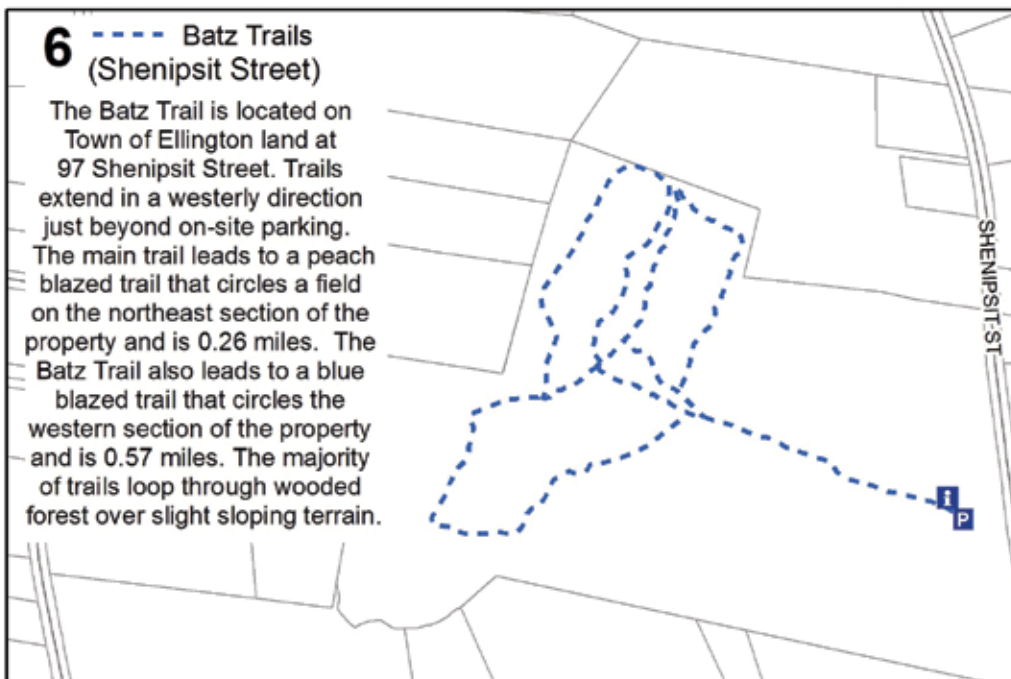 6 Batz Trails
(Shenipsit Street)
The Batz Trail is located on
Town of Ellington land at
97 Shenipsit Street. Trails
extend in a westerly direction
just beyond on-site parking.
The main trail leads to a peach
blazed trail that circles a field
on the northeast section of the
property and is 0.26 miles. The
Batz Trail also leads to a blue
blazed trail that circles the
western section of the property
and is 0.57 miles. The majority
of trails loop through wooded
forest over slight sloping terrain.
SHENIPSIT ST
i
P